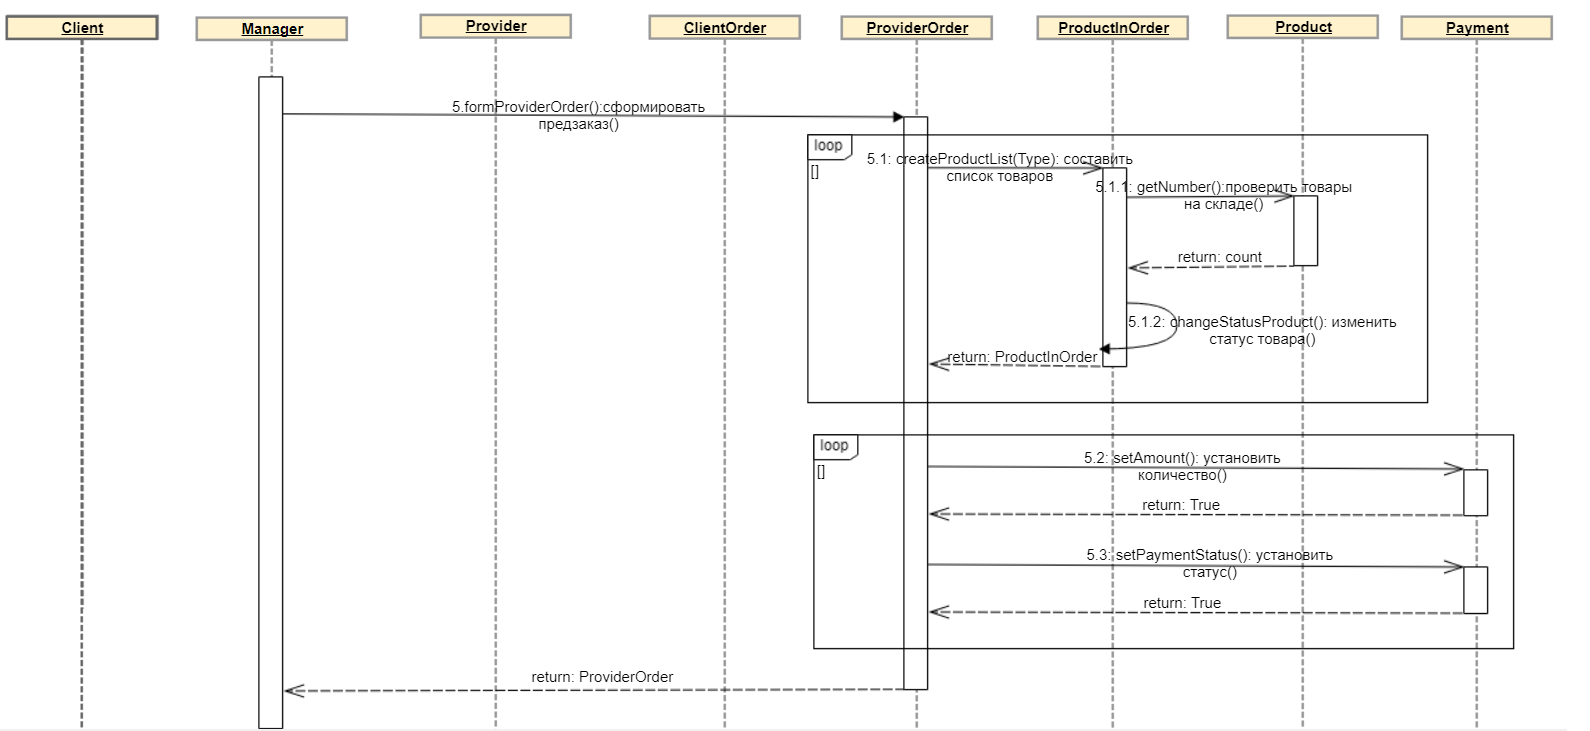 Client
Manager
Provider
ClientOrder
ProviderOrder
ProductInOrder
Product
Payment
5.formProviderOrder():сформировать
предзаказ()
loop
[]
5.1: createProductList(Type): составить
список товаров
5.1.1: getNumber():проверить товары
на складе()
return: count
5.1.2: changeStatusProduct(): изменить
статус товара()
return: ProductInOrder
loop
[]
5.2: setAmount(): установить
количество()
return: True
5.3: setPaymentStatus(): установить
статус()
return: True
return: ProviderOrder